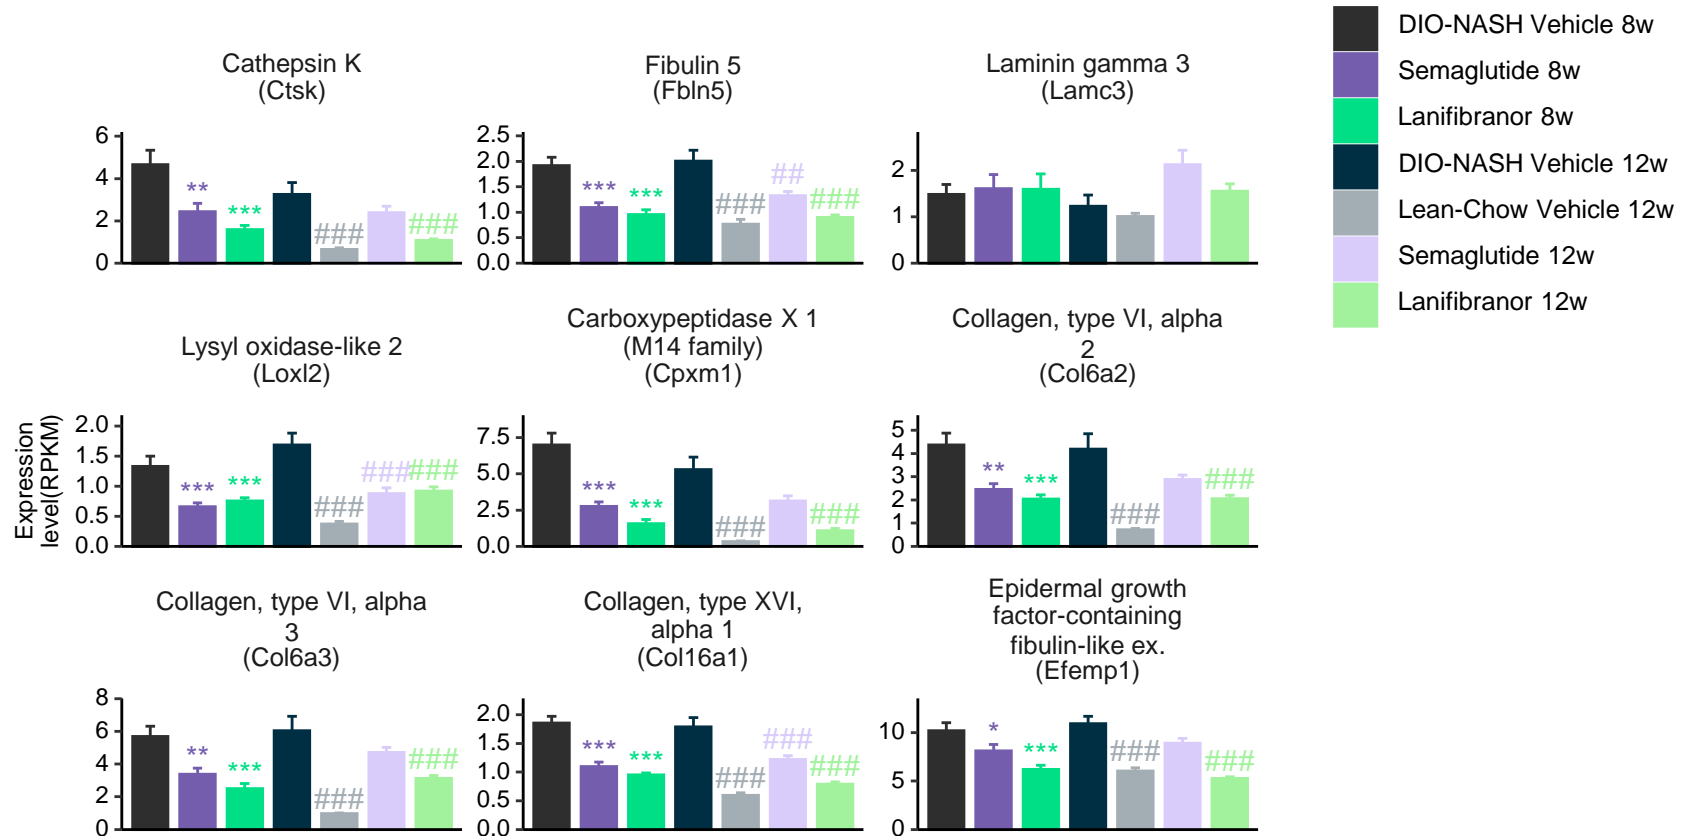 DIO-NASH Vehicle 8w
Semaglutide 8w
Lanifibranor 8w
DIO-NASH Vehicle 12w
Lean-Chow Vehicle 12w
Semaglutide 12w
Lanifibranor 12w
Cathepsin K
(Ctsk)
6
4
2
0
**
***
###
###
Fibulin 5
(Fbln5)
2.5
2.0
1.5
1.0
0.5
0.0
***
***
###
##
###
Laminin gamma 3
(Lamc3)
2
1
0
Expression
level(RPKM)
Lysyl oxidase-like 2
(Loxl2)
2.0
1.5
1.0
0.5
0.0
***
***
###
###
###
Carboxypeptidase X 1
(M14 family)
(Cpxm1)
7.5
5.0
2.5
0.0
***
***
###
###
Collagen, type VI, alpha
2
(Col6a2)
5
4
3
2
1
0
**
***
###
###
Collagen, type VI, alpha
3
(Col6a3)
8
6
4
2
0
**
***
###
###
Collagen, type XVI,
alpha 1
(Col16a1)
2.0
1.5
1.0
0.5
0.0
***
***
###
###
###
Epidermal growth
factor-containing
fibulin-like ex.
(Efemp1)
10
5
0
*
***
###
###